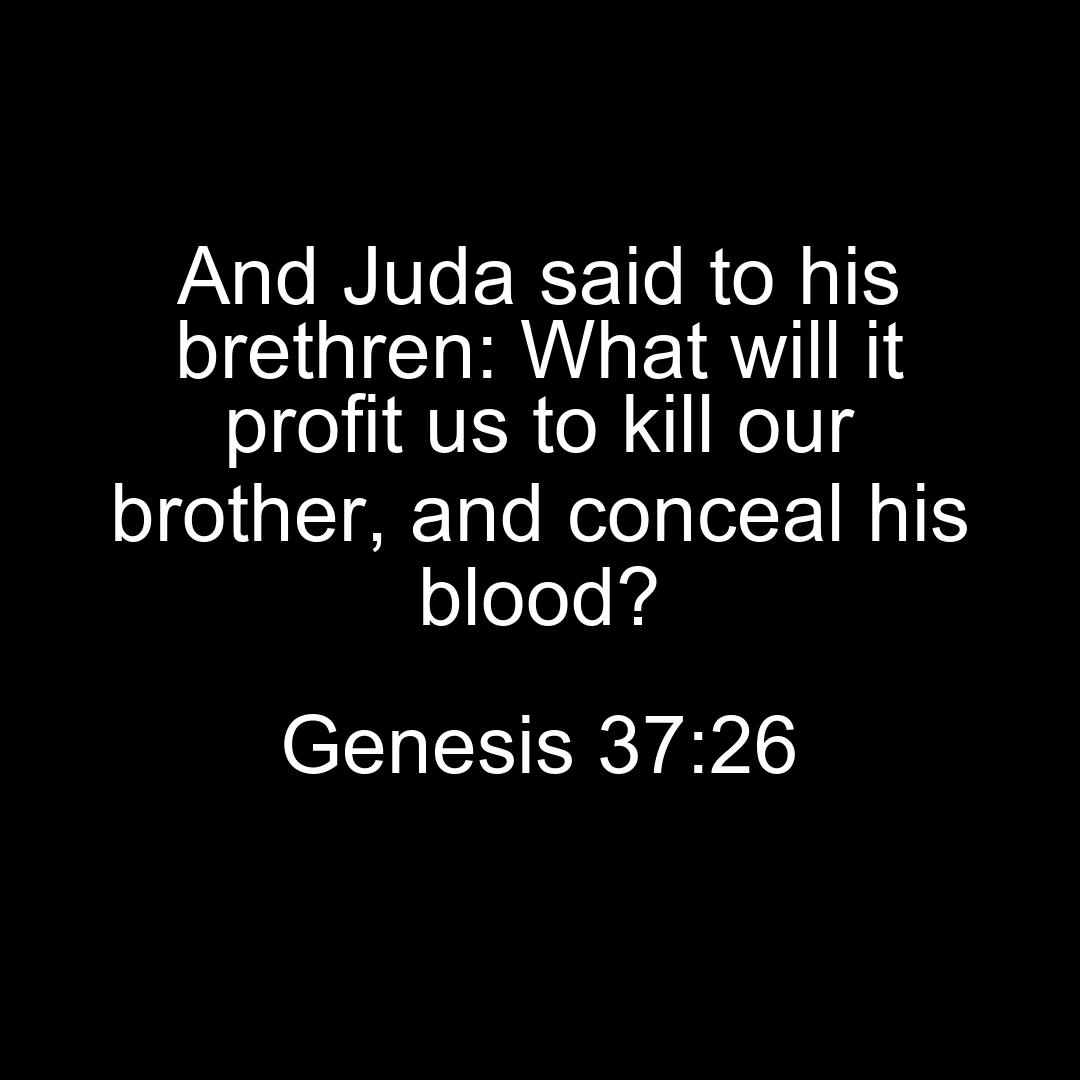 And Juda said to his
brethren: What will it
profit us to kill our
brother, and conceal his
blood?
Genesis 37:26